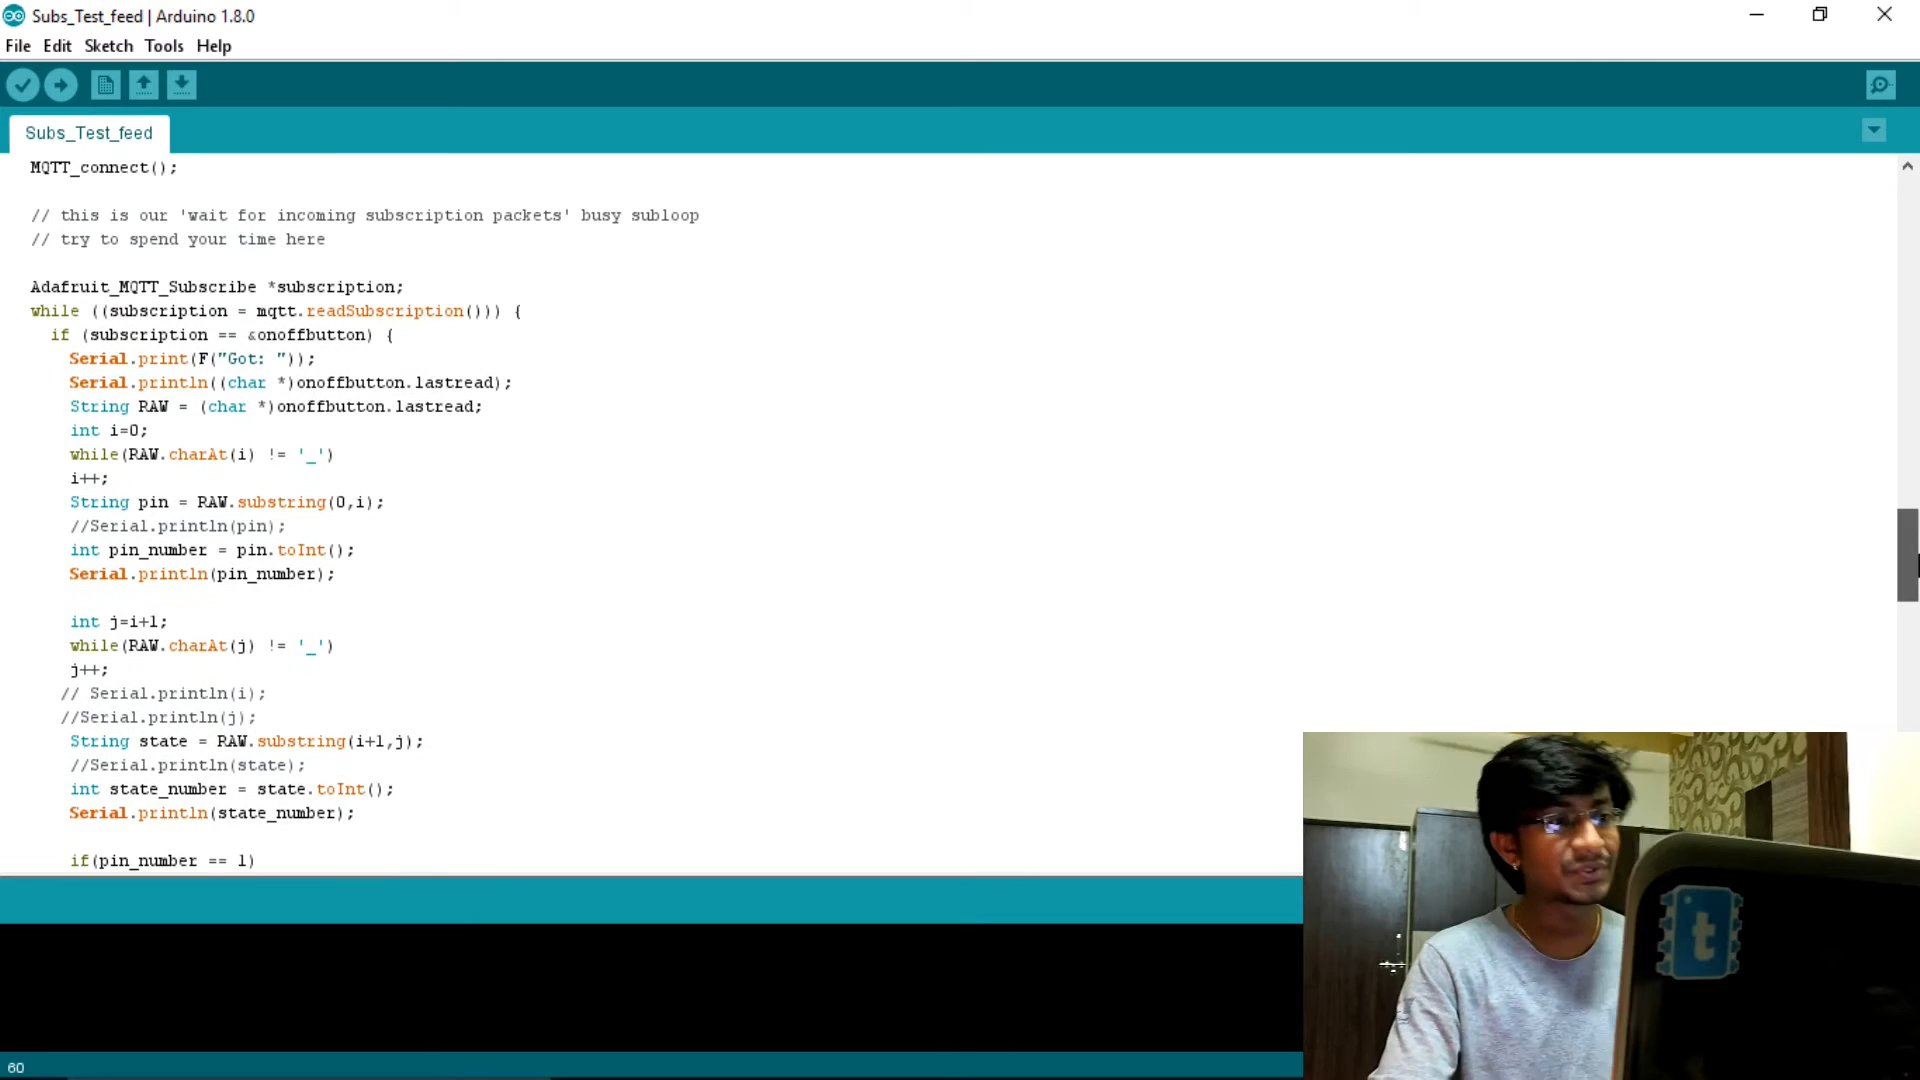 Subs_Test_feed | Arduino 1.8.0
File Edit Sketch Tools Help
Subs_Test_feed
MQTT_connect();
// this is our 'wait for incoming subscription packets' busy subloop
// try to spend your time here
Adafruit_MQTT_Subscribe *subscription;
while ((subscription = mqtt.readSubscription())) {
if (subscription == &onoffbutton) {
Serial.print(F("Got: "));
Serial.println((char *)onoffbutton.lastread);
String RAW = (char *)onoffbutton.lastread;
int i=0;
while(RAW.charAt(i) != '_')
i++;
String pin = RAW.substring(0,i);
//Serial.println(pin);
int pin_number = pin.toInt();
Serial.println(pin_number);
int j=i+1;
while(RAW.charAt(j) != '_')
j++;
// Serial.println(i);
//Serial.println(j);
String state = RAW.substring(i+1,j);
//Serial.println(state);
int state_number = state.toInt();
Serial.println(state_number);
if(pin_number == 1)
t
60